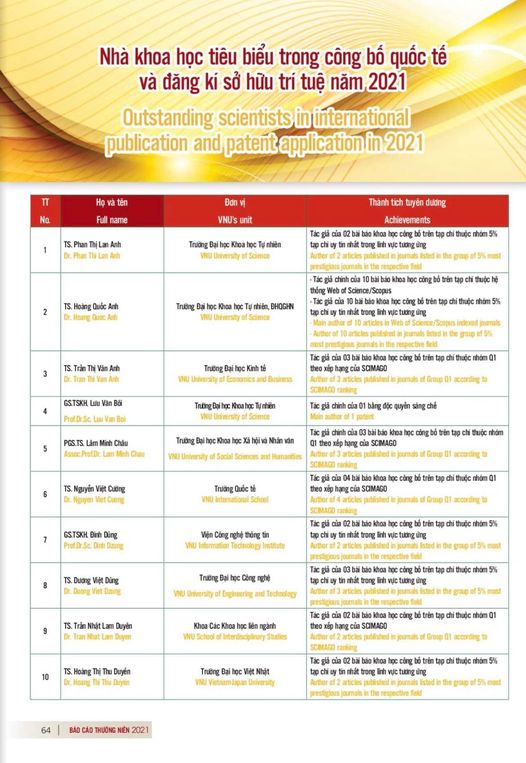 Nhà khoa học tiêu biểu trong công bố quốc tế
và đăng kí sở hữu trí tuệ năm 2021
Outstanding scientists in international
publication and patent application in 2021
TT
No.
Họ và tên
Full name
Đơn vị
VNU's unit
Thành tích tuyên dương
Achievements
1
TS. Phan Thị Lan Anh
Dr. Phan Thi Lan Anh
Trường Đại học Khoa học Tự nhiên
VNU University of Science
Tác giả của 02 bài báo khoa học công bố trên tạp chí thuộc nhóm 5%
tạp chí uy tín nhất trong lĩnh vực tương ứng
Author of 2 articles published in journals listed in the group of 5% most
prestigious journals in the respective field
2
TS. Hoàng Quốc Anh
Dr. Hoang Quoc Anh
Trường Đại học Khoa học Tự nhiên, ĐHQGHN
VNU University of Science
- Tác giả chính của 10 bài báo khoa học công bố trên tạp chí thuộc hệ
thống Web of Science/Scopus
- Tác giả của 10 bài báo khoa học công bố trên tạp chí thuộc nhóm 5%
tạp chí uy tín nhất trong lĩnh vực tương ứng
- Main author of 10 articles in Web of Science/Scopus indexed journals
- Author of 10 articles published in journals listed in the group of 5%
most prestigious journals in the respective field.
3
TS. Trần Thị Vân Anh
Dr. Tran Thi Van Anh
Trường Đại học Kinh tế
VNU University of Economics and Business
Tác giả của 03 bài báo khoa học công bố trên tạp chí thuộc nhóm Q1
theo xếp hạng của SCIMAGO
Author of 3 articles published in journals of Group Q1 according to
SCIMAGO ranking
4
GS.TSKH. Lưu Văn Bôi
Prof.Dr.Sc. Luu Van Boi
Trường Đại học Khoa học Tự nhiên
VNU University of Science
Tác giả chính của 01 bằng độc quyền sáng chế
Main author of 1 patent
5
PGS.TS. Lâm Minh Châu
Assoc.Prof.Dr. Lam Minh Chau
Trường Đại học Khoa học Xã hội và Nhân văn
VNU University of Social Sciences and Humanities
Tác giả chính của 03 bài báo khoa học công bố trên tạp chí thuộc nhóm
Q1 theo xếp hạng của SCIMAGO
Author of 3 articles published in journals of Group Q1 according to
SCIMAGO ranking
6
TS. Nguyễn Việt Cường
Dr. Nguyen Viet Cuong
Trường Quốc tế
VNU International School
Tác giả của 04 bài báo khoa học công bố trên tạp chí thuộc nhóm Q1
theo xếp hạng của SCIMAGO
Author of 4 articles published in journals of Group Q1 according to
SCIMAGO ranking
7
GS.TSKH. Đinh Dũng
Prof.Dr.Sc. Dinh Dzung
Viện Công nghệ thông tin
VNU Information Technology Institute
Tác giả của 02 bài báo khoa học công bố trên tạp chí thuộc nhóm 5%
tạp chí uy tín nhất trong lĩnh vực tương ứng
Author of 2 articles published in journals listed in the group of 5% most
prestigious journals in the respective field
8
TS. Dương Việt Dũng
Dr. Duong Viet Dzung
Trường Đại học Công nghệ
VNU University of Engineering and Technology
Tác giả của 03 bài báo khoa học công bố trên tạp chí thuộc nhóm 5%
tạp chí uy tín nhất trong lĩnh vực tương ứng
Author of 3 articles published in journals listed in the group of 5% most
prestigious journals in the respective field
9
TS. Trần Nhật Lam Duyên
Dr. Tran Nhat Lam Duyen
Khoa Các Khoa học liên ngành
VNU School of Interdisciplinary Studies
Tác giả của 02 bài báo khoa học công bố trên tạp chí thuộc nhóm Q1
theo xếp hạng của SCIMAGO
Author of 2 articles published in journals of Group Q1 according to
SCIMAGO ranking
10
TS. Hoàng Thị Thu Duyến
Dr. Hoang Thi Thu Duyen
Trường Đại học Việt Nhật
VNU Vietnam-Japan University
Tác giả của 02 bài báo khoa học công bố trên tạp chí thuộc nhóm 5%
tạp chí uy tín nhất trong lĩnh vực tương ứng
Author of 2 articles published in journals listed in the group of 5% most
prestigious journals in the respective field
64 | BÁO CÁO THƯỜNG NIÊN 2021